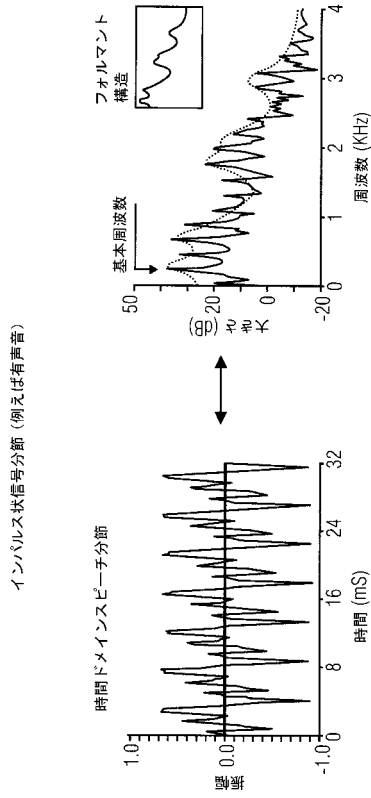 インパルス状信号分節 (例えば有声音)
時間ドメインスピーチ分節
1.0
0.0
-1.0
振幅
0
8
16
24
32
時間 (mS)
基本周波数
フォルマント
構造
50
20
0
-20
大きさ (dB)
0
1
2
3
4
周波数 (KHz)